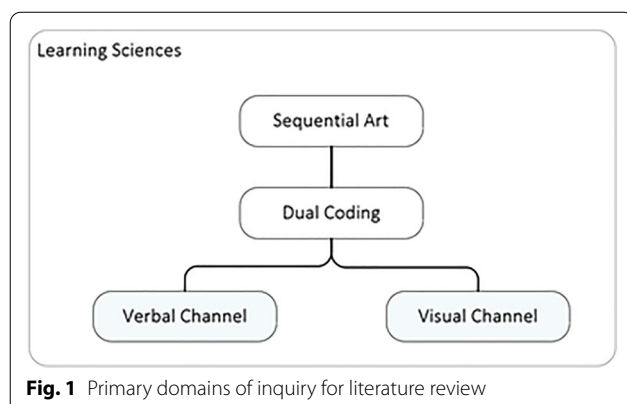 Learning Sciences
Sequential Art
Dual Coding
Verbal Channel Visual Channel
Fig. 1 Primary domains of inquiry for literature review